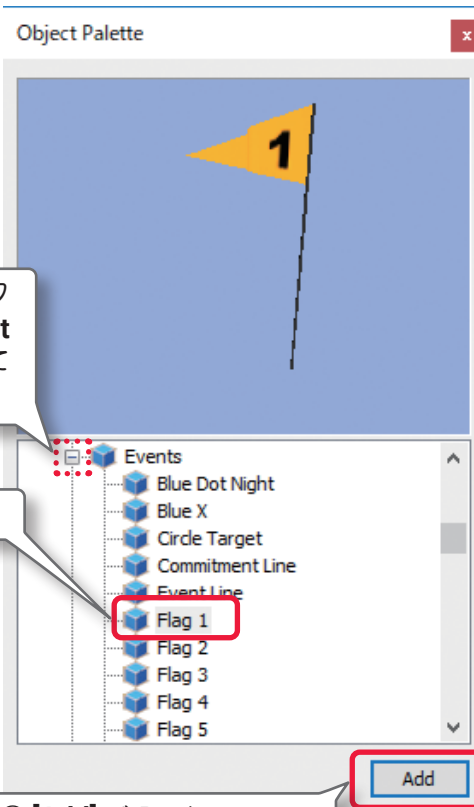 Object Palette
x
1
t
て
Events
Blue Dot Night
Blue X
Circle Target
Commitment Line
Event Line
Flag 1
Flag 2
Flag 3
Flag 4
Flag 5
Add